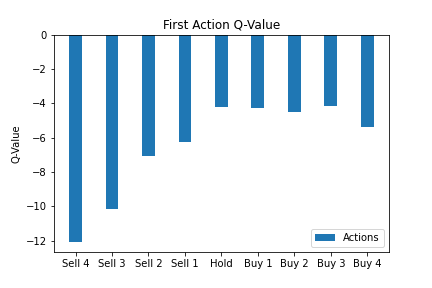 First Action Q-Value
Q-Value
0
−2
−4
−6
−8
−10
−12
Sell 4 Sell 3 Sell 2 Sell 1 Hold Buy 1 Buy 2 Buy 3 Buy 4
Actions